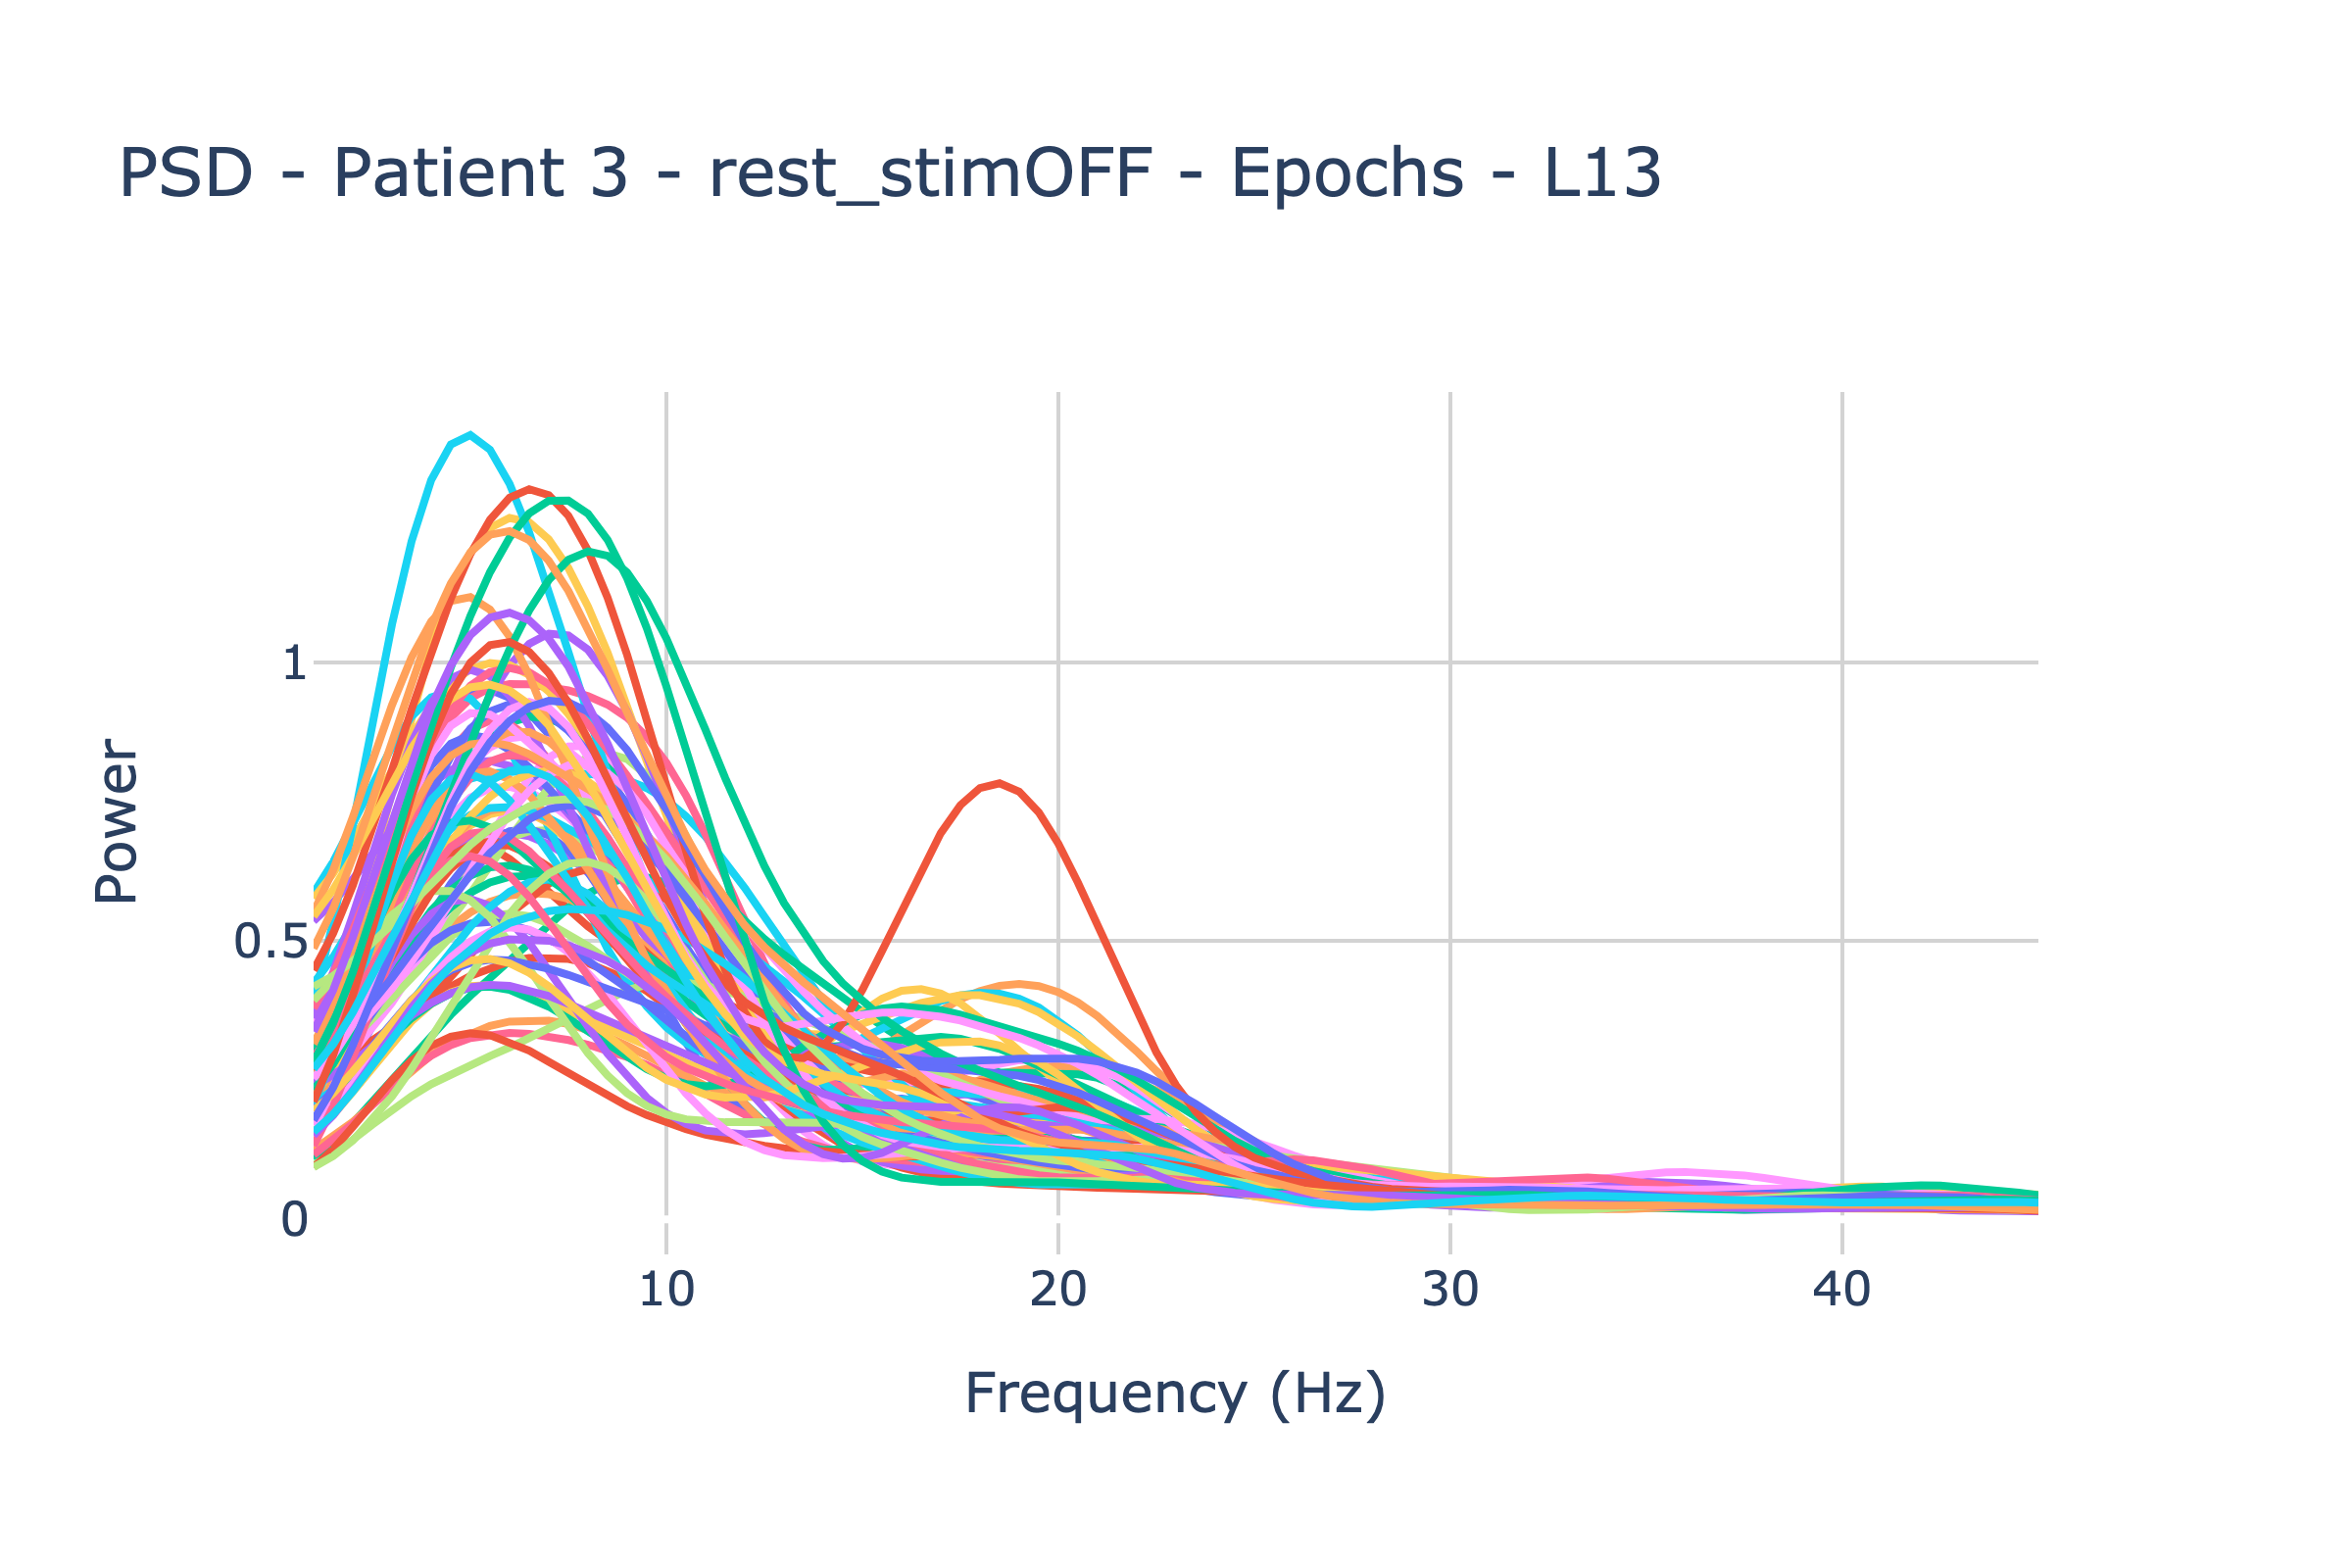 PSD - Patient 3 - rest_stimOFF - Epochs - L13
1
0.5
0
Power
10 20 30 40
Frequency (Hz)